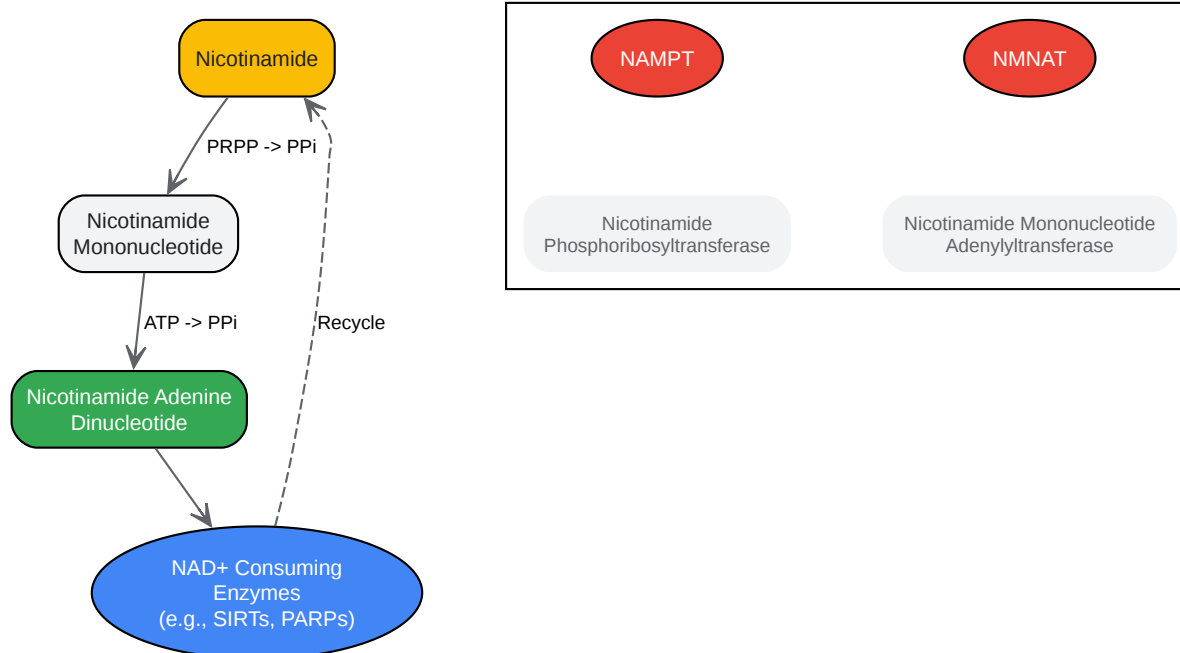 Nicotinamide
PRPP -> PPi
Nicotinamide
Mononucleotide
ATP -> PPi
Recycle
Nicotinamide Adenine
Dinucleotide
NAD+ Consuming
Enzymes
(e.g., SIRTs, PARPs)
NAMPT
NMNAT
Nicotinamide
Phosphoribosyltransferase
Nicotinamide Mononucleotide
Adenylyltransferase